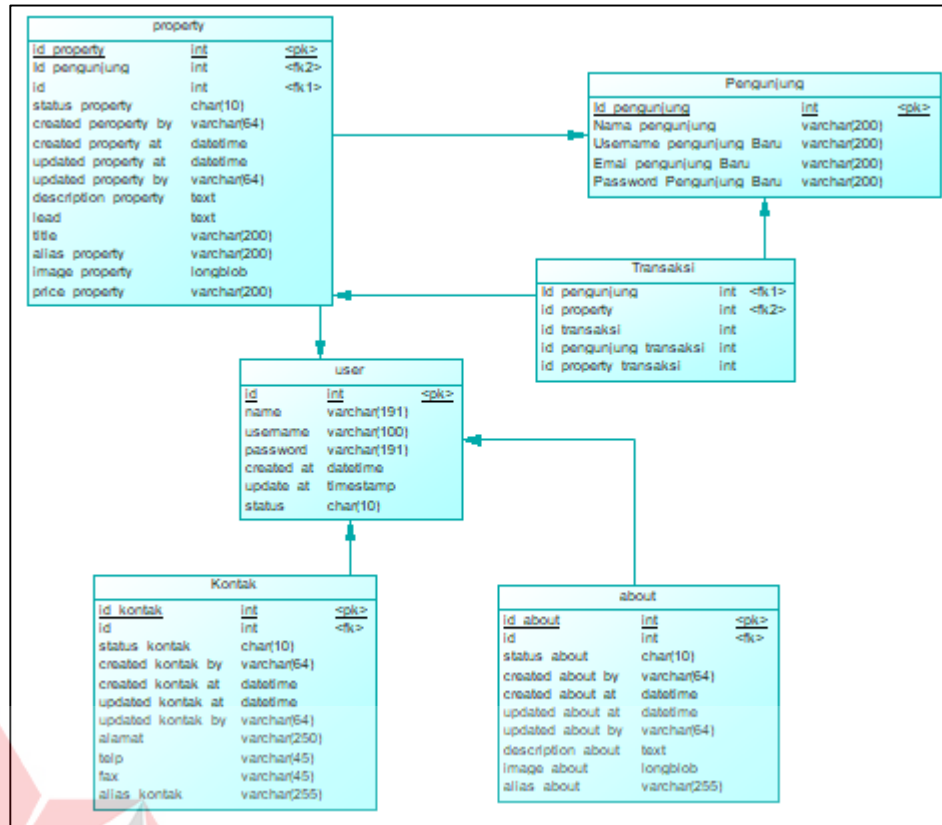 property
id property int <pk>
Id pengunjung int <fk2>
id int <fk1>
status property char(10)
created peroperty by varchar(64)
created property at datetime
updated property at datetime
updated property by varchar(64)
description property text
lead text
title varchar(200)
alias property varchar(200)
image property longblob
price property varchar(200)
Pengunjung
Id pengunjung int <pk>
Nama pengunjung varchar(200)
Username pengunjung Baru varchar(200)
Emai pengunjung Baru varchar(200)
Password Pengunjung Baru varchar(200)
Transaksi
Id pengunjung int <fk1>
id property int <fk2>
id transaksi int
id pengunjung transaksi int
id property transaksi int
user
id int <pk>
name varchar(191)
username varchar(100)
password varchar(191)
created at datetime
update at timestamp
status char(10)
Kontak
id kontak int <pk>
id int <fk>
status kontak char(10)
created kontak by varchar(64)
created kontak at datetime
updated kontak at datetime
updated kontak by varchar(64)
alamat varchar(250)
telp varchar(45)
fax varchar(45)
alias kontak varchar(255)
about
id about int <pk>
id int <fk>
status about char(10)
created about by varchar(64)
created about at datetime
updated about at datetime
updated about by varchar(64)
description about text
image about longblob
alias about varchar(255)